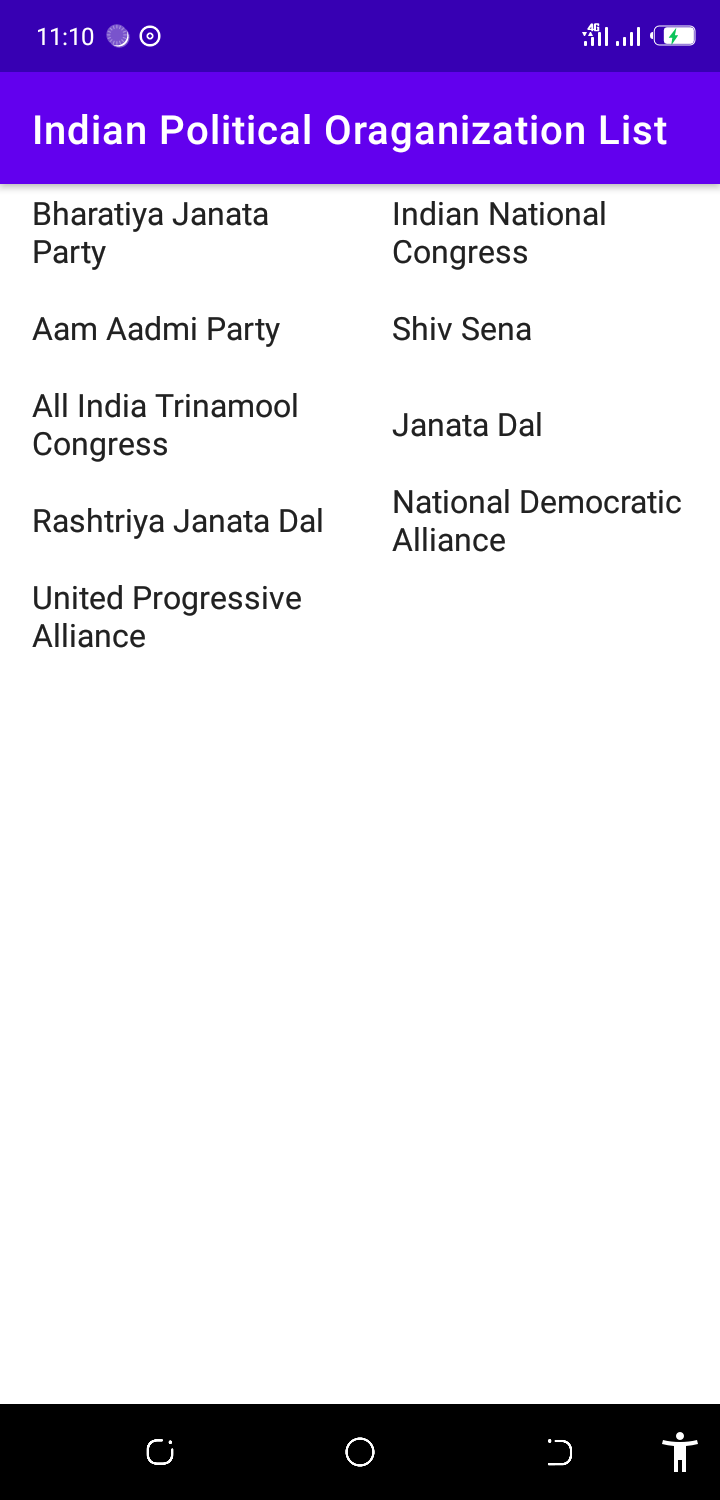 11:10
4G
Indian Political Oraganization List
Bharatiya Janata
Party
Indian National
Congress
Aam Aadmi Party
Shiv Sena
All India Trinamool
Congress
Janata Dal
Rashtriya Janata Dal
National Democratic
Alliance
United Progressive
Alliance